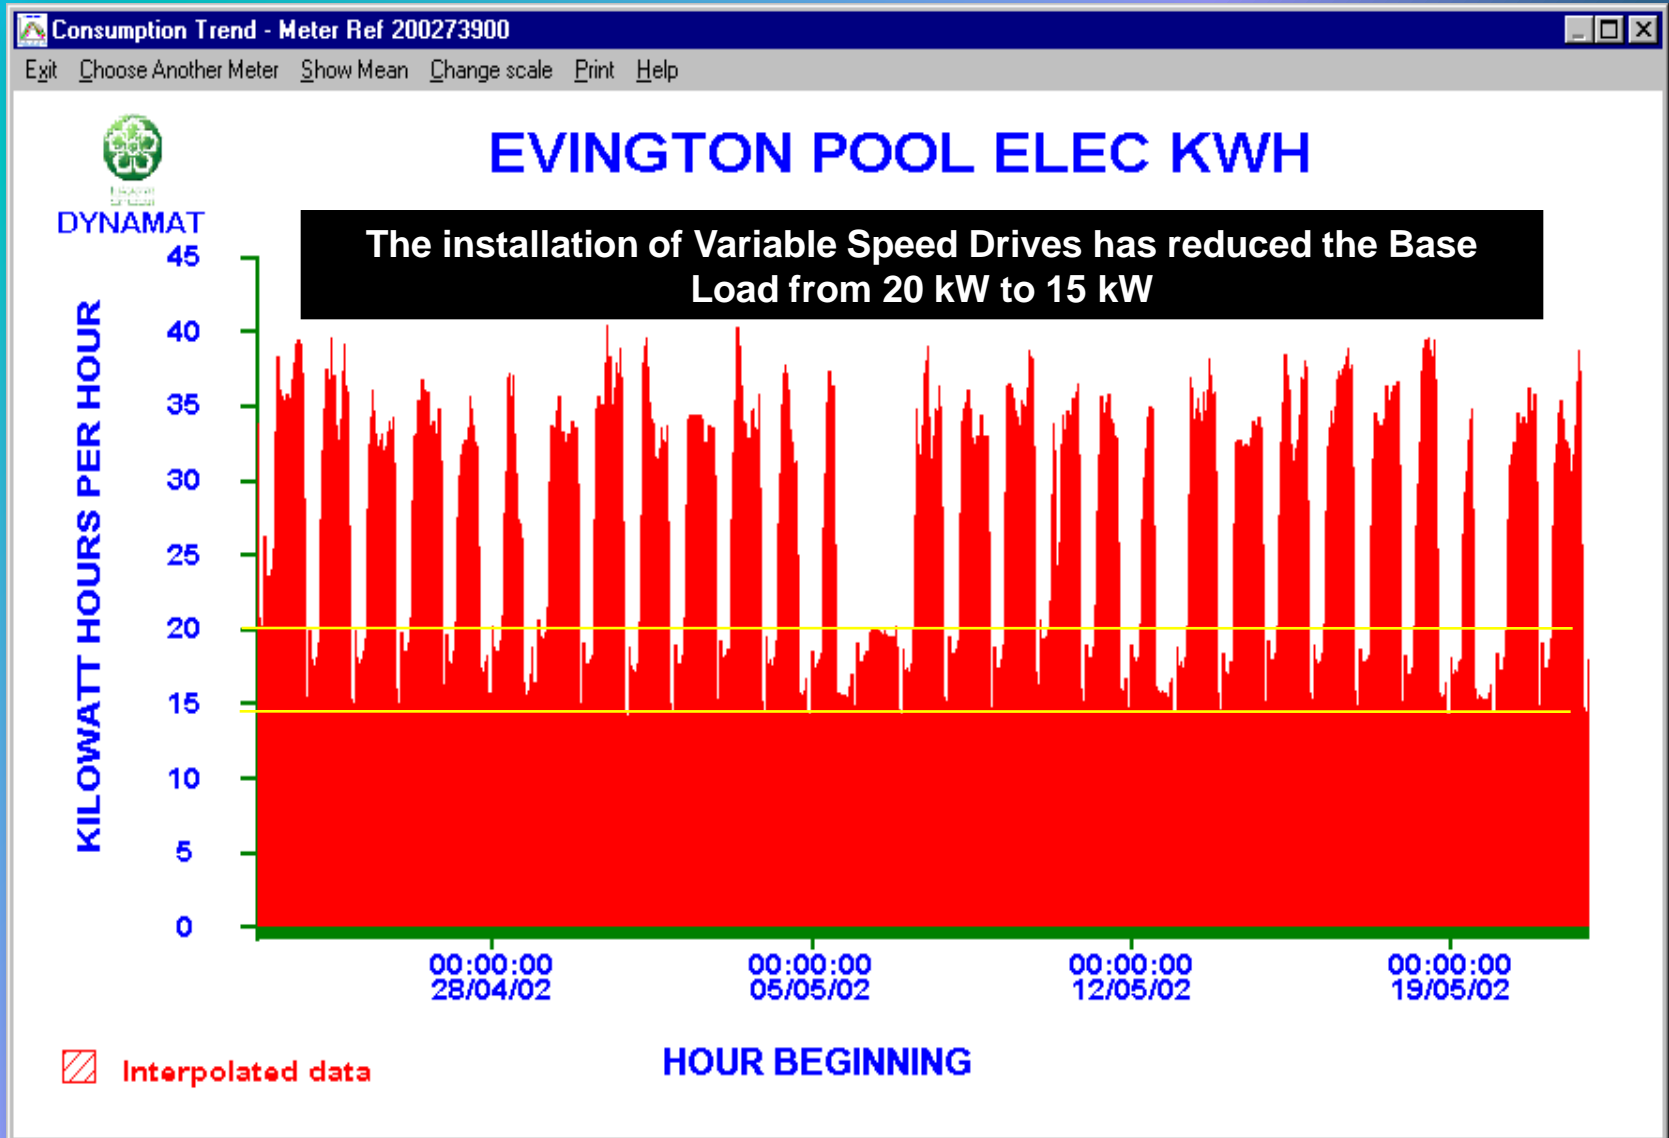 Consumption Trend - Meter Ref 200273900
Exit Choose Another Meter Show Mean Change scale Print Help
EVINGTON POOL ELEC KWH
DYNAMAT
The installation of Variable Speed Drives has reduced the Base
Load from 20 kW to 15 kW
KILOWATT HOURS PER HOUR
45
40
35
30
25
20
15
10
5
0
00:00:00 00:00:00 00:00:00 00:00:00
28/04/02 05/05/02 12/05/02 19/05/02
HOUR BEGINNING
Interpolated data